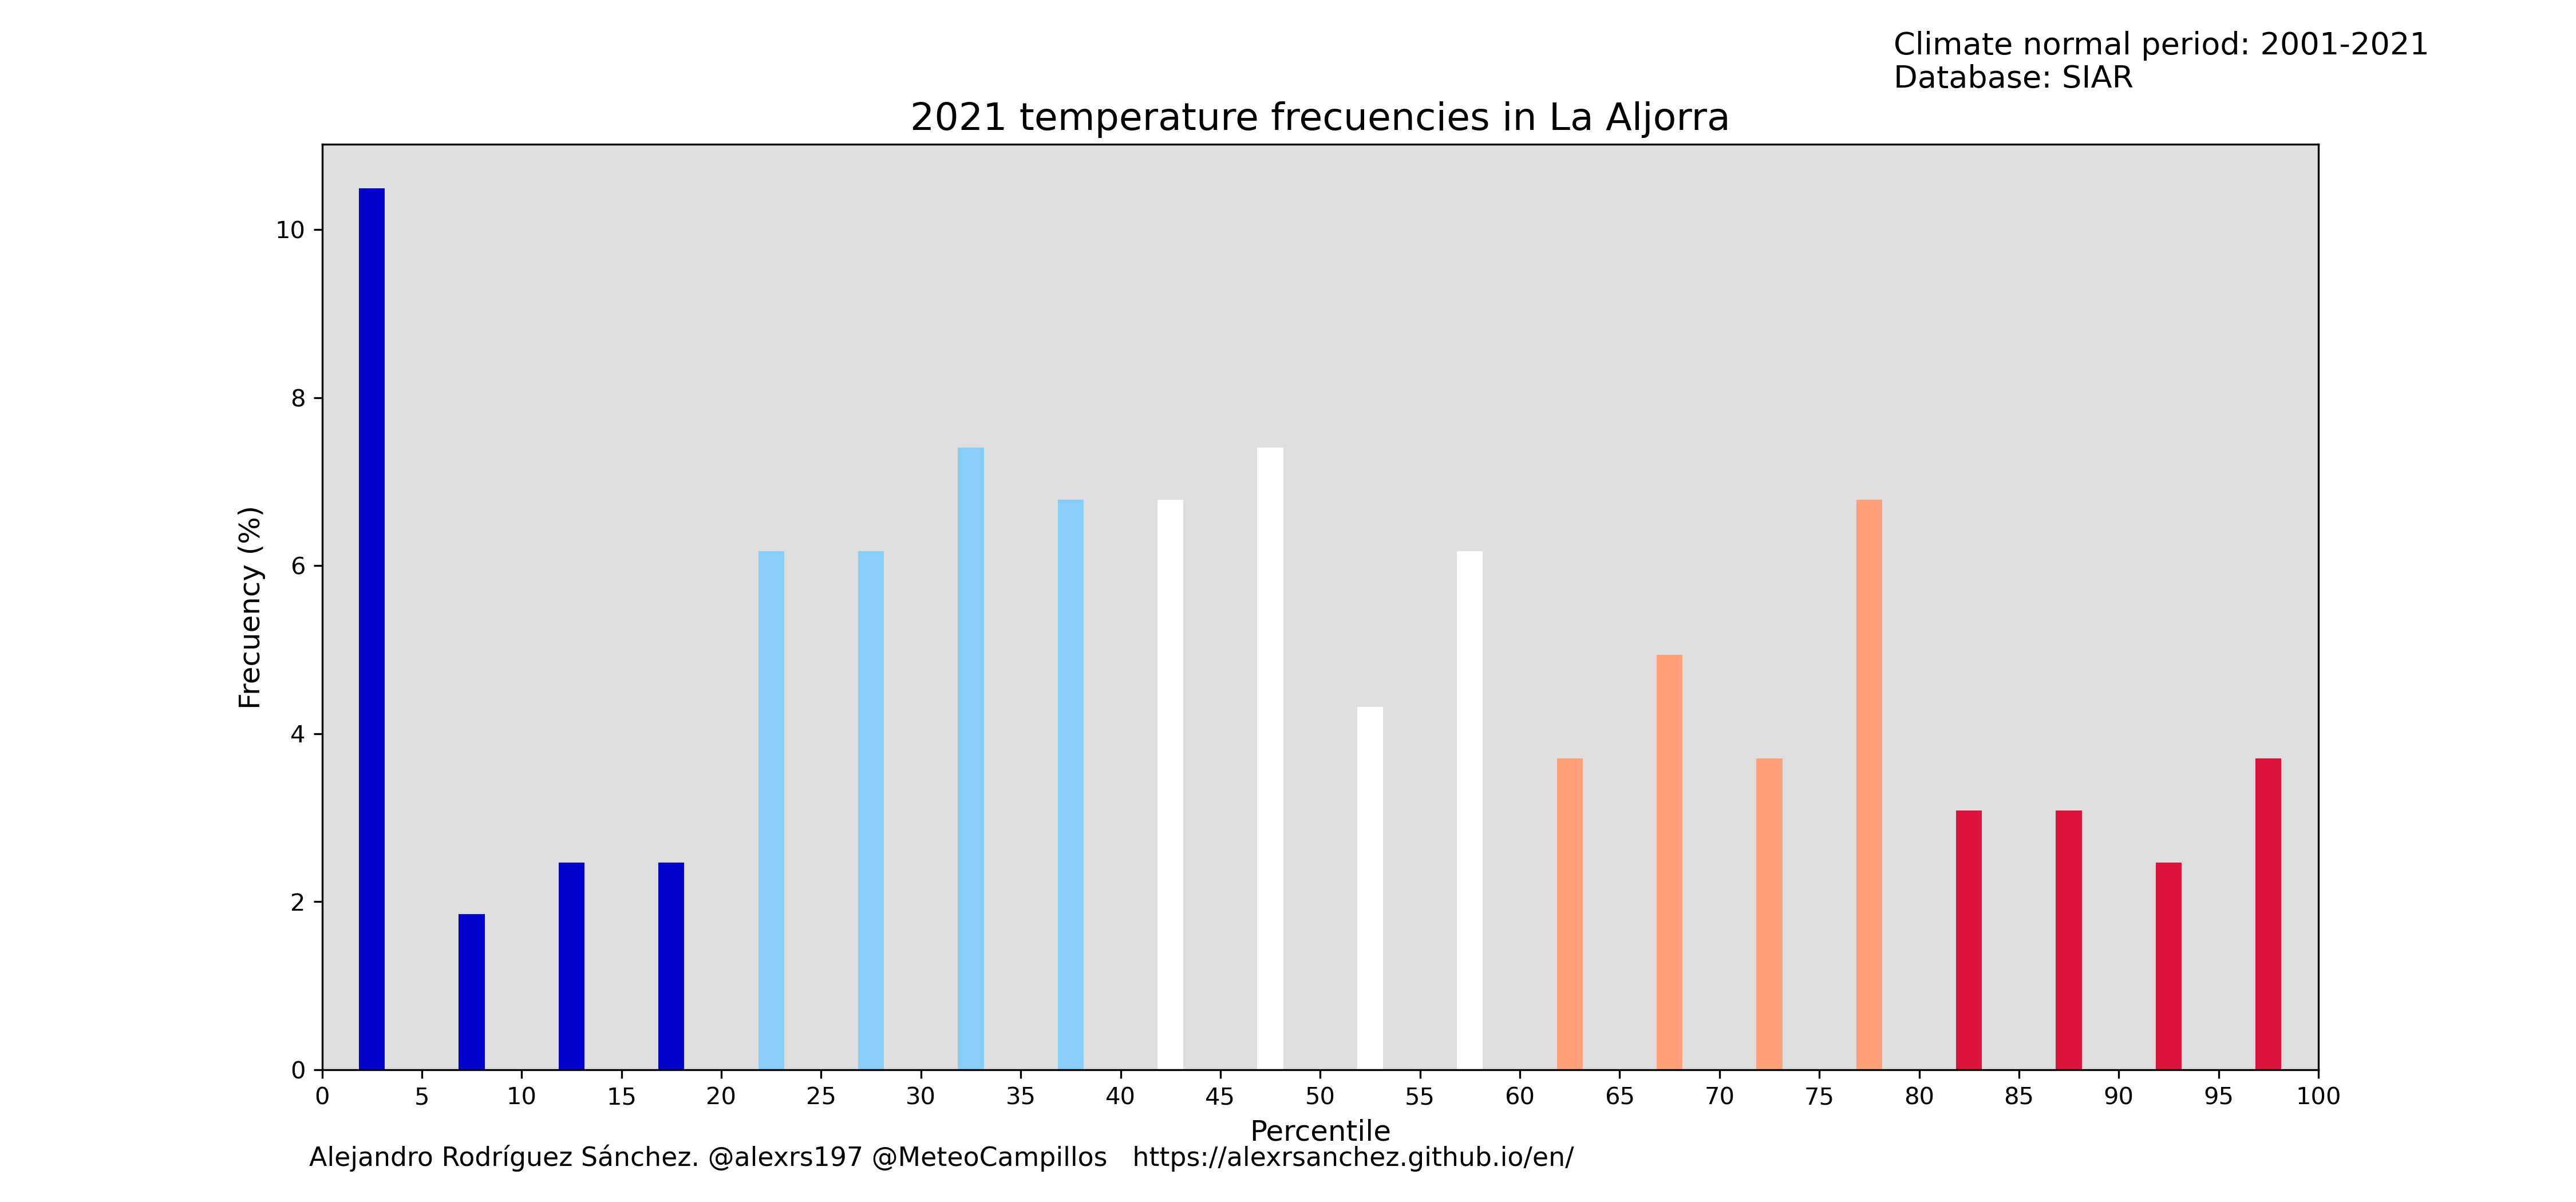 Climate normal period: 2001-2021
Database: SIAR
2021 temperature frecuencies in La Aljorra
Frecuency (%)
10
8
6
4
2
0
0 5 10 15 20 25 30 35 40 45 50 55 60 65 70 75 80 85 90 95 100
Percentile
Alejandro Rodríguez Sánchez. @alexrs197 @MeteoCampillos https://alexrsanchez.github.io/en/